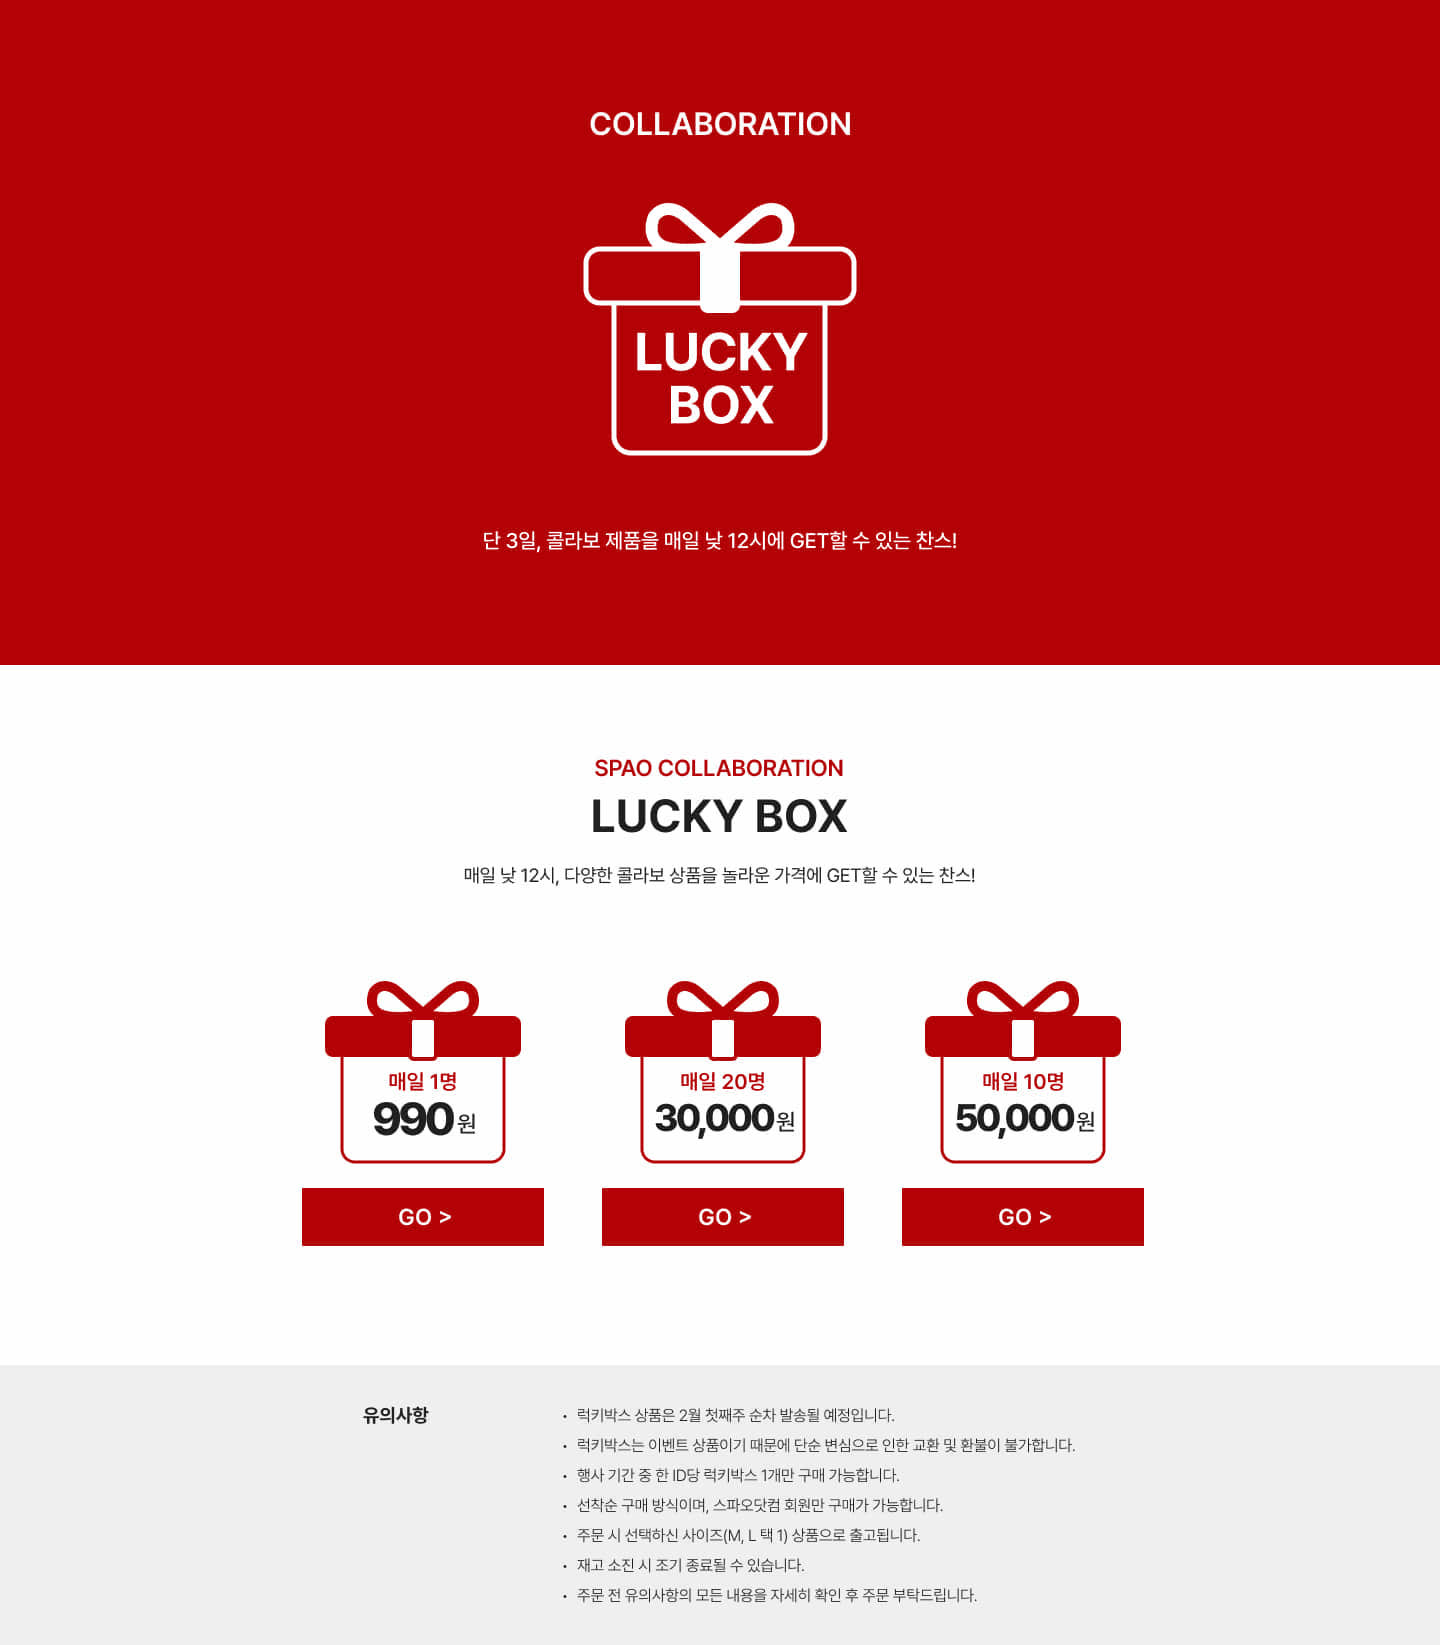 COLLABORATION
LUCKY
BOX
단 3일, 콜라보 제품을 매일 낮 12시에 GET할 수 있는 찬스!
SPAO COLLABORATION
LUCKY BOX
매일 낮 12시, 다양한 콜라보 상품을 놀라운 가격에 GET할 수 있는 찬스!
매일 1명
990원
GO >
매일 20명
30,000원
GO >
매일 10명
50,000원
GO >
유의사항
• 럭키박스 상품은 2월 첫째주 순차 발송될 예정입니다.
• 럭키박스는 이벤트 상품이기 때문에 단순 변심으로 인한 교환 및 환불이 불가합니다.
• 행사 기간 중 한 ID당 럭키박스 1개만 구매 가능합니다.
• 선착순 구매 방식이며, 스파오닷컴 회원만 구매가 가능합니다.
• 주문 시 선택하신 사이즈(M, L 택 1) 상품으로 출고됩니다.
• 재고 소진 시 조기 종료될 수 있습니다.
• 주문 전 유의사항의 모든 내용을 자세히 확인 후 주문 부탁드립니다.